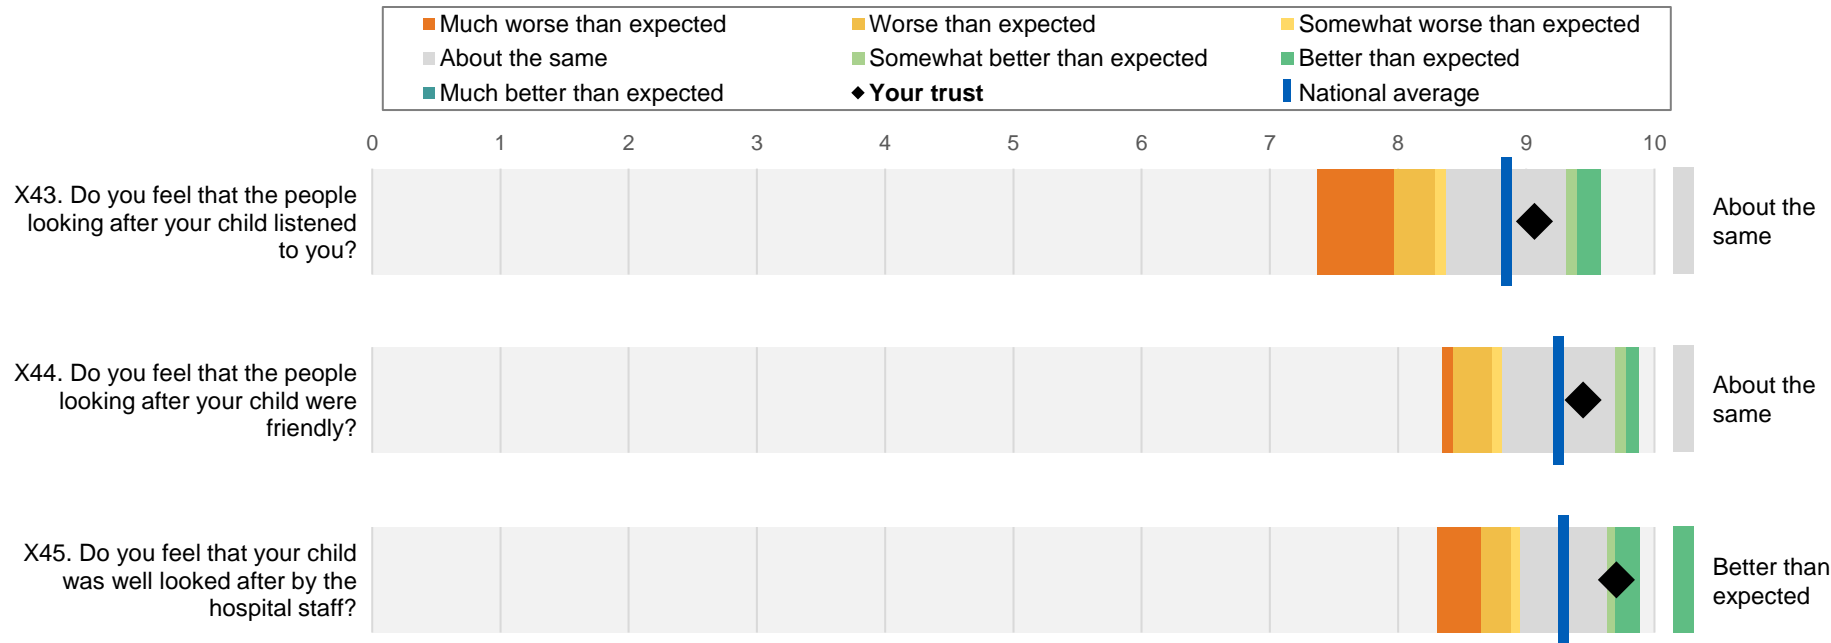 Much worse than expected
Worse than expected
Somewhat worse than expected
About the same
Somewhat better than expected
Better than expected
Much better than expected
Your trust
National average
0 1 2 3 4 5 6 7 8 9 10
X43. Do you feel that the people
looking after your child listened
to you?
About the
same
X44. Do you feel that the people
looking after your child were
friendly?
About the
same
X45. Do you feel that your child
was well looked after by the
hospital staff?
Better than
expected